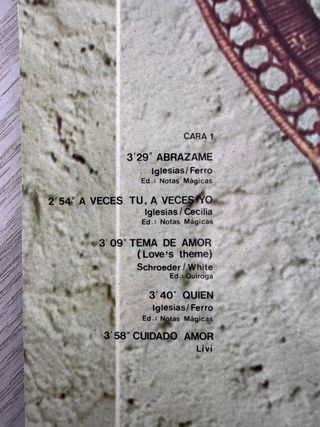 CARA 1
3'29" ABRAZAME
Iglesias/Ferro
Ed.: Notas Mágicas
2'54" A VECES TU, A VECES YO
Iglesias/Cecilia
Ed.: Notas Mágicas
3'09" TEMA DE AMOR
(Love's theme)
Schroeder/White
Ed.: Quiroga
3'40" QUIEN
Iglesias/Ferro
Ed.: Notas Mágicas
3'58" CUIDADO AMOR
Livi